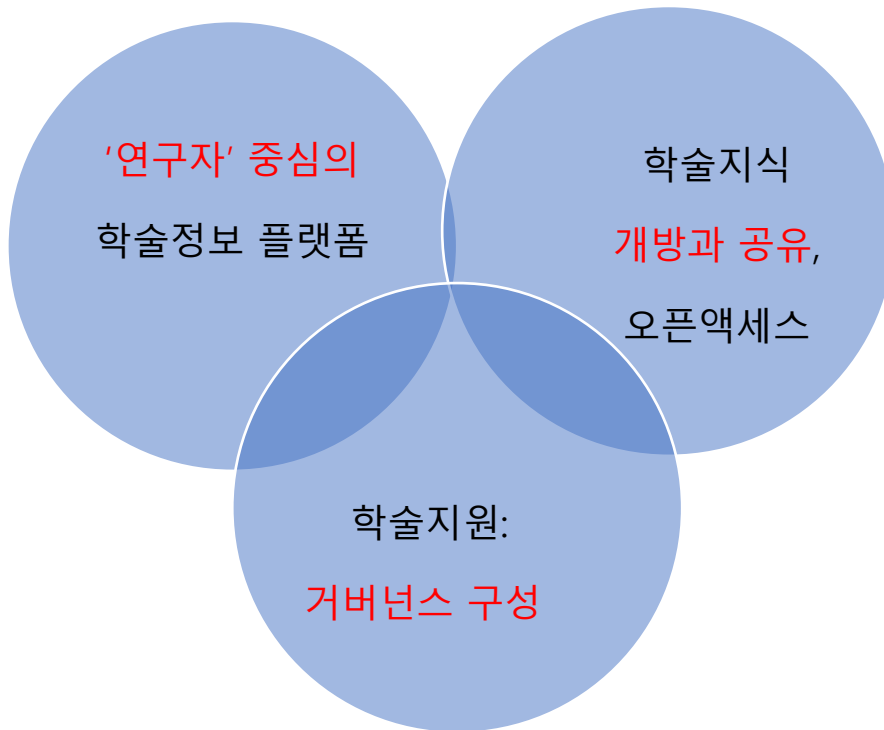 ‘연구자’ 중심의
학술정보 플랫폼
학술지식
개방과 공유,
오픈액세스
학술지원:
거버넌스 구성